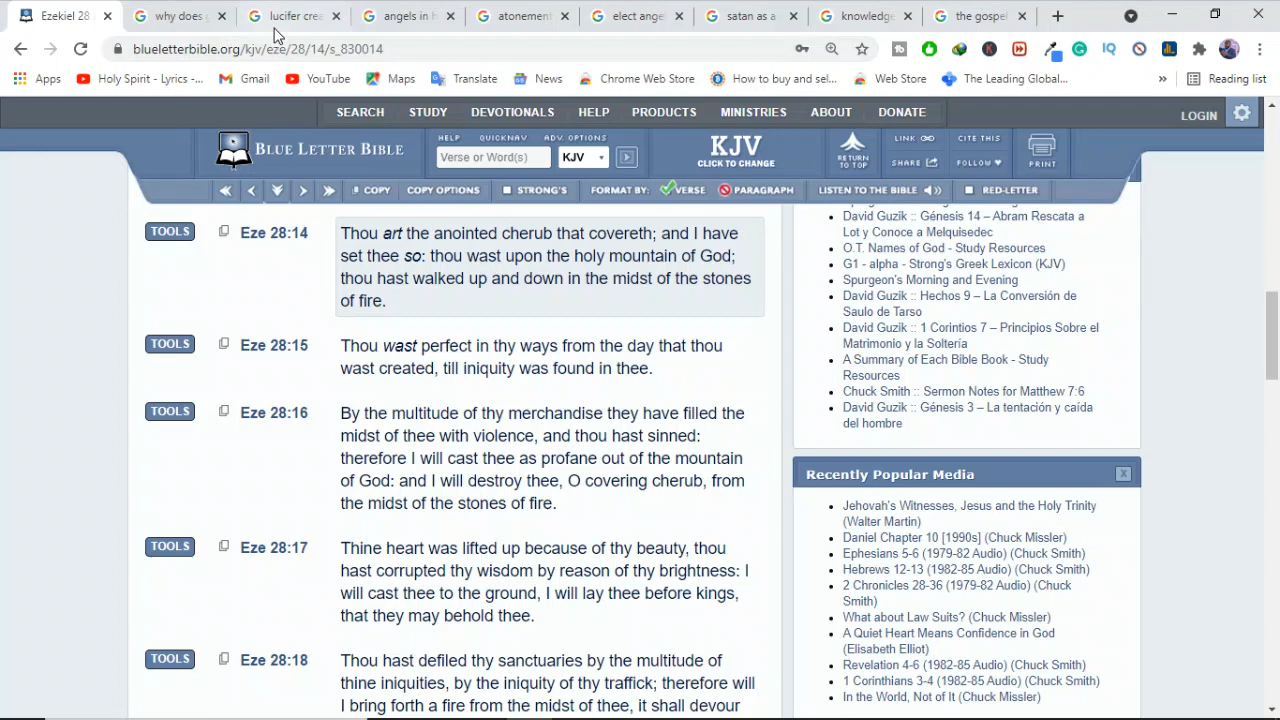 Ezekiel 28
why does g
lucifer crea
angels in h
atonement
elect angel
satan as a
knowledge
the gospel
blueletterbible.org/kjv/eze/28/14/s_830014
Apps
Holy Spirit - Lyrics -...
Gmail
YouTube
Maps
Translate
News
Chrome Web Store
How to buy and sel...
Web Store
The Leading Global...
»
Reading list
SEARCH
STUDY
DEVOTIONALS
HELP
PRODUCTS
MINISTRIES
ABOUT
DONATE
LOGIN
BLUE LETTER BIBLE
HELP
QUICKNAV
ADV. OPTIONS
Verse or Word(s)
KJV
KJV
CLICK TO CHANGE
RETURN
TO TOP
LINK
CITE THIS
SHARE
FOLLOW
PRINT
COPY
COPY OPTIONS
STRONG'S
FORMAT BY:
VERSE
PARAGRAPH
LISTEN TO THE BIBLE
RED-LETTER
TOOLS
Eze 28:14
Thou art the anointed cherub that covereth; and I have
set thee so: thou wast upon the holy mountain of God;
thou hast walked up and down in the midst of the stones
of fire.
TOOLS
Eze 28:15
Thou wast perfect in thy ways from the day that thou
wast created, till iniquity was found in thee.
TOOLS
Eze 28:16
By the multitude of thy merchandise they have filled the
midst of thee with violence, and thou hast sinned:
therefore I will cast thee as profane out of the mountain
of God: and I will destroy thee, O covering cherub, from
the midst of the stones of fire.
TOOLS
Eze 28:17
Thine heart was lifted up because of thy beauty, thou
hast corrupted thy wisdom by reason of thy brightness: I
will cast thee to the ground, I will lay thee before kings,
that they may behold thee.
TOOLS
Eze 28:18
Thou hast defiled thy sanctuaries by the multitude of
thine iniquities, by the iniquity of thy traffick; therefore will
I bring forth a fire from the midst of thee, it shall devour
David Guzik :: Génesis 14 – Abram Rescata a
Lot y Conoce a Melquisedec
O.T. Names of God - Study Resources
G1 - alpha - Strong's Greek Lexicon (KJV)
Spurgeon's Morning and Evening
David Guzik :: Hechos 9 – La Conversión de
Saulo de Tarso
David Guzik :: 1 Corintios 7 – Principios Sobre el
Matrimonio y la Soltería
A Summary of Each Bible Book - Study
Resources
Chuck Smith :: Sermon Notes for Matthew 7:6
David Guzik :: Génesis 3 – La tentación y caída
del hombre
Recently Popular Media
X
Jehovah's Witnesses, Jesus and the Holy Trinity
(Walter Martin)
Daniel Chapter 10 [1990s] (Chuck Missler)
Ephesians 5-6 (1979-82 Audio) (Chuck Smith)
Hebrews 12-13 (1982-85 Audio) (Chuck Smith)
2 Chronicles 28-36 (1979-82 Audio) (Chuck
Smith)
What about Law Suits? (Chuck Missler)
A Quiet Heart Means Confidence in God
(Elisabeth Elliot)
Revelation 4-6 (1982-85 Audio) (Chuck Smith)
1 Corinthians 3-4 (1982-85 Audio) (Chuck Smith)
In the World, Not of It (Chuck Missler)